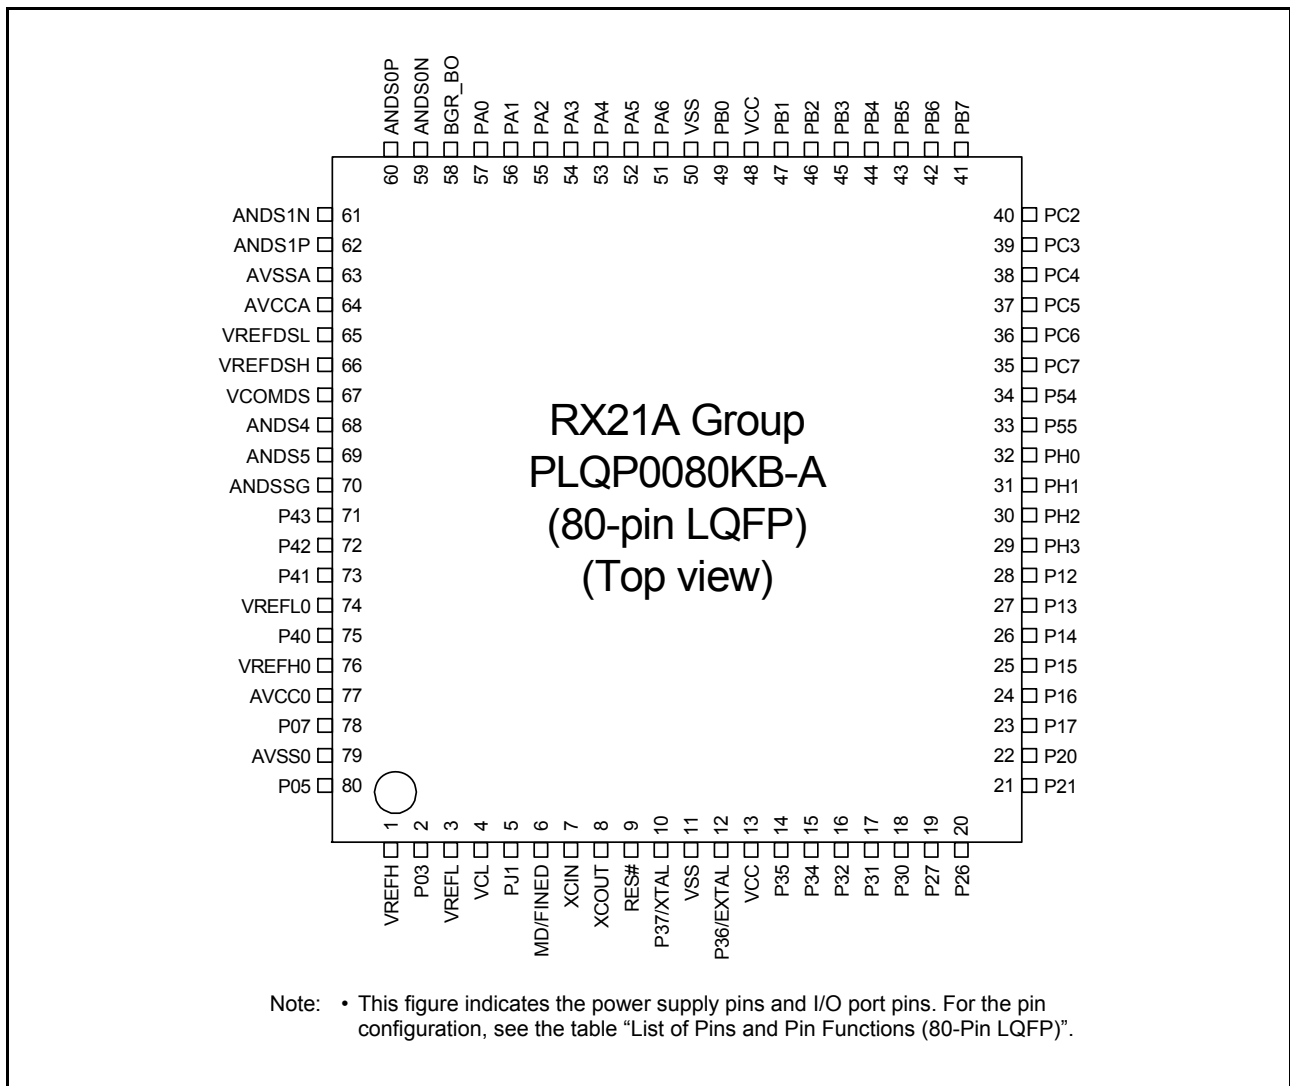 ANDS0P
ANDS0N
BGR_BO
PA0
PA1
PA2
PA3
PA4
PA5
PA6
VSS
PB0
VCC
PB1
PB2
PB3
PB4
PB5
PB6
PB7
60
59
58
57
56
55
54
53
52
51
50
49
48
47
46
45
44
43
42
41
ANDS1N 61
ANDS1P 62
AVSSA 63
AVCCA 64
VREFDSL 65
VREFDSH 66
VCOMDS 67
ANDS4 68
ANDS5 69
ANDSSG 70
P43 71
P42 72
P41 73
VREFL0 74
P40 75
VREFH0 76
AVCC0 77
P07 78
AVSS0 79
P05 80
RX21A Group
PLQP0080KB-A
(80-pin LQFP)
(Top view)
40 PC2
39 PC3
38 PC4
37 PC5
36 PC6
35 PC7
34 P54
33 P55
32 PH0
31 PH1
30 PH2
29 PH3
28 P12
27 P13
26 P14
25 P15
24 P16
23 P17
22 P20
21 P21
1
2
3
4
5
6
7
8
9
10
11
12
13
14
15
16
17
18
19
20
VREFH
P03
VREFL
VCL
PJ1
MD/FINED
XCIN
XCOUT
RES#
P37/XTAL
VSS
P36/EXTAL
VCC
P35
P34
P32
P31
P30
P27
P26
Note: • This figure indicates the power supply pins and I/O port pins. For the pin
configuration, see the table “List of Pins and Pin Functions (80-Pin LQFP)”.